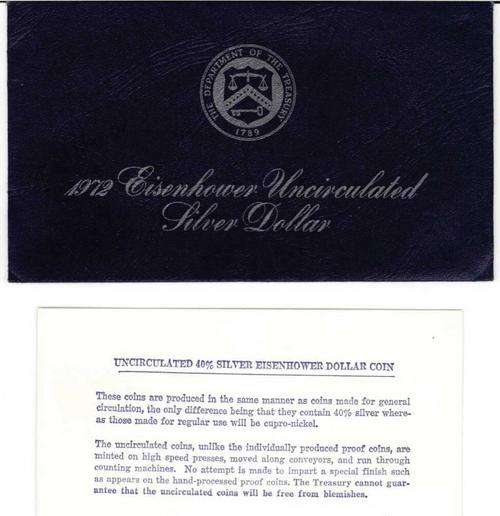 THE DEPARTMENT OF THE TREASURY
1789
1972 Eisenhower Uncirculated
Silver Dollar
UNCIRCULATED 40% SILVER EISENHOWER DOLLAR COIN
These coins are produced in the same manner as coins made for general
circulation, the only difference being that they contain 40% silver where-
as those made for regular use will be cupro-nickel.
The uncirculated coins, unlike the individually produced proof coins, are
minted on high speed presses, moved along conveyors, and run through
counting machines. No attempt is made to impart a special finish such
as appears on the hand-processed proof coins. The Treasury cannot guar-
antee that the uncirculated coins will be free from blemishes.